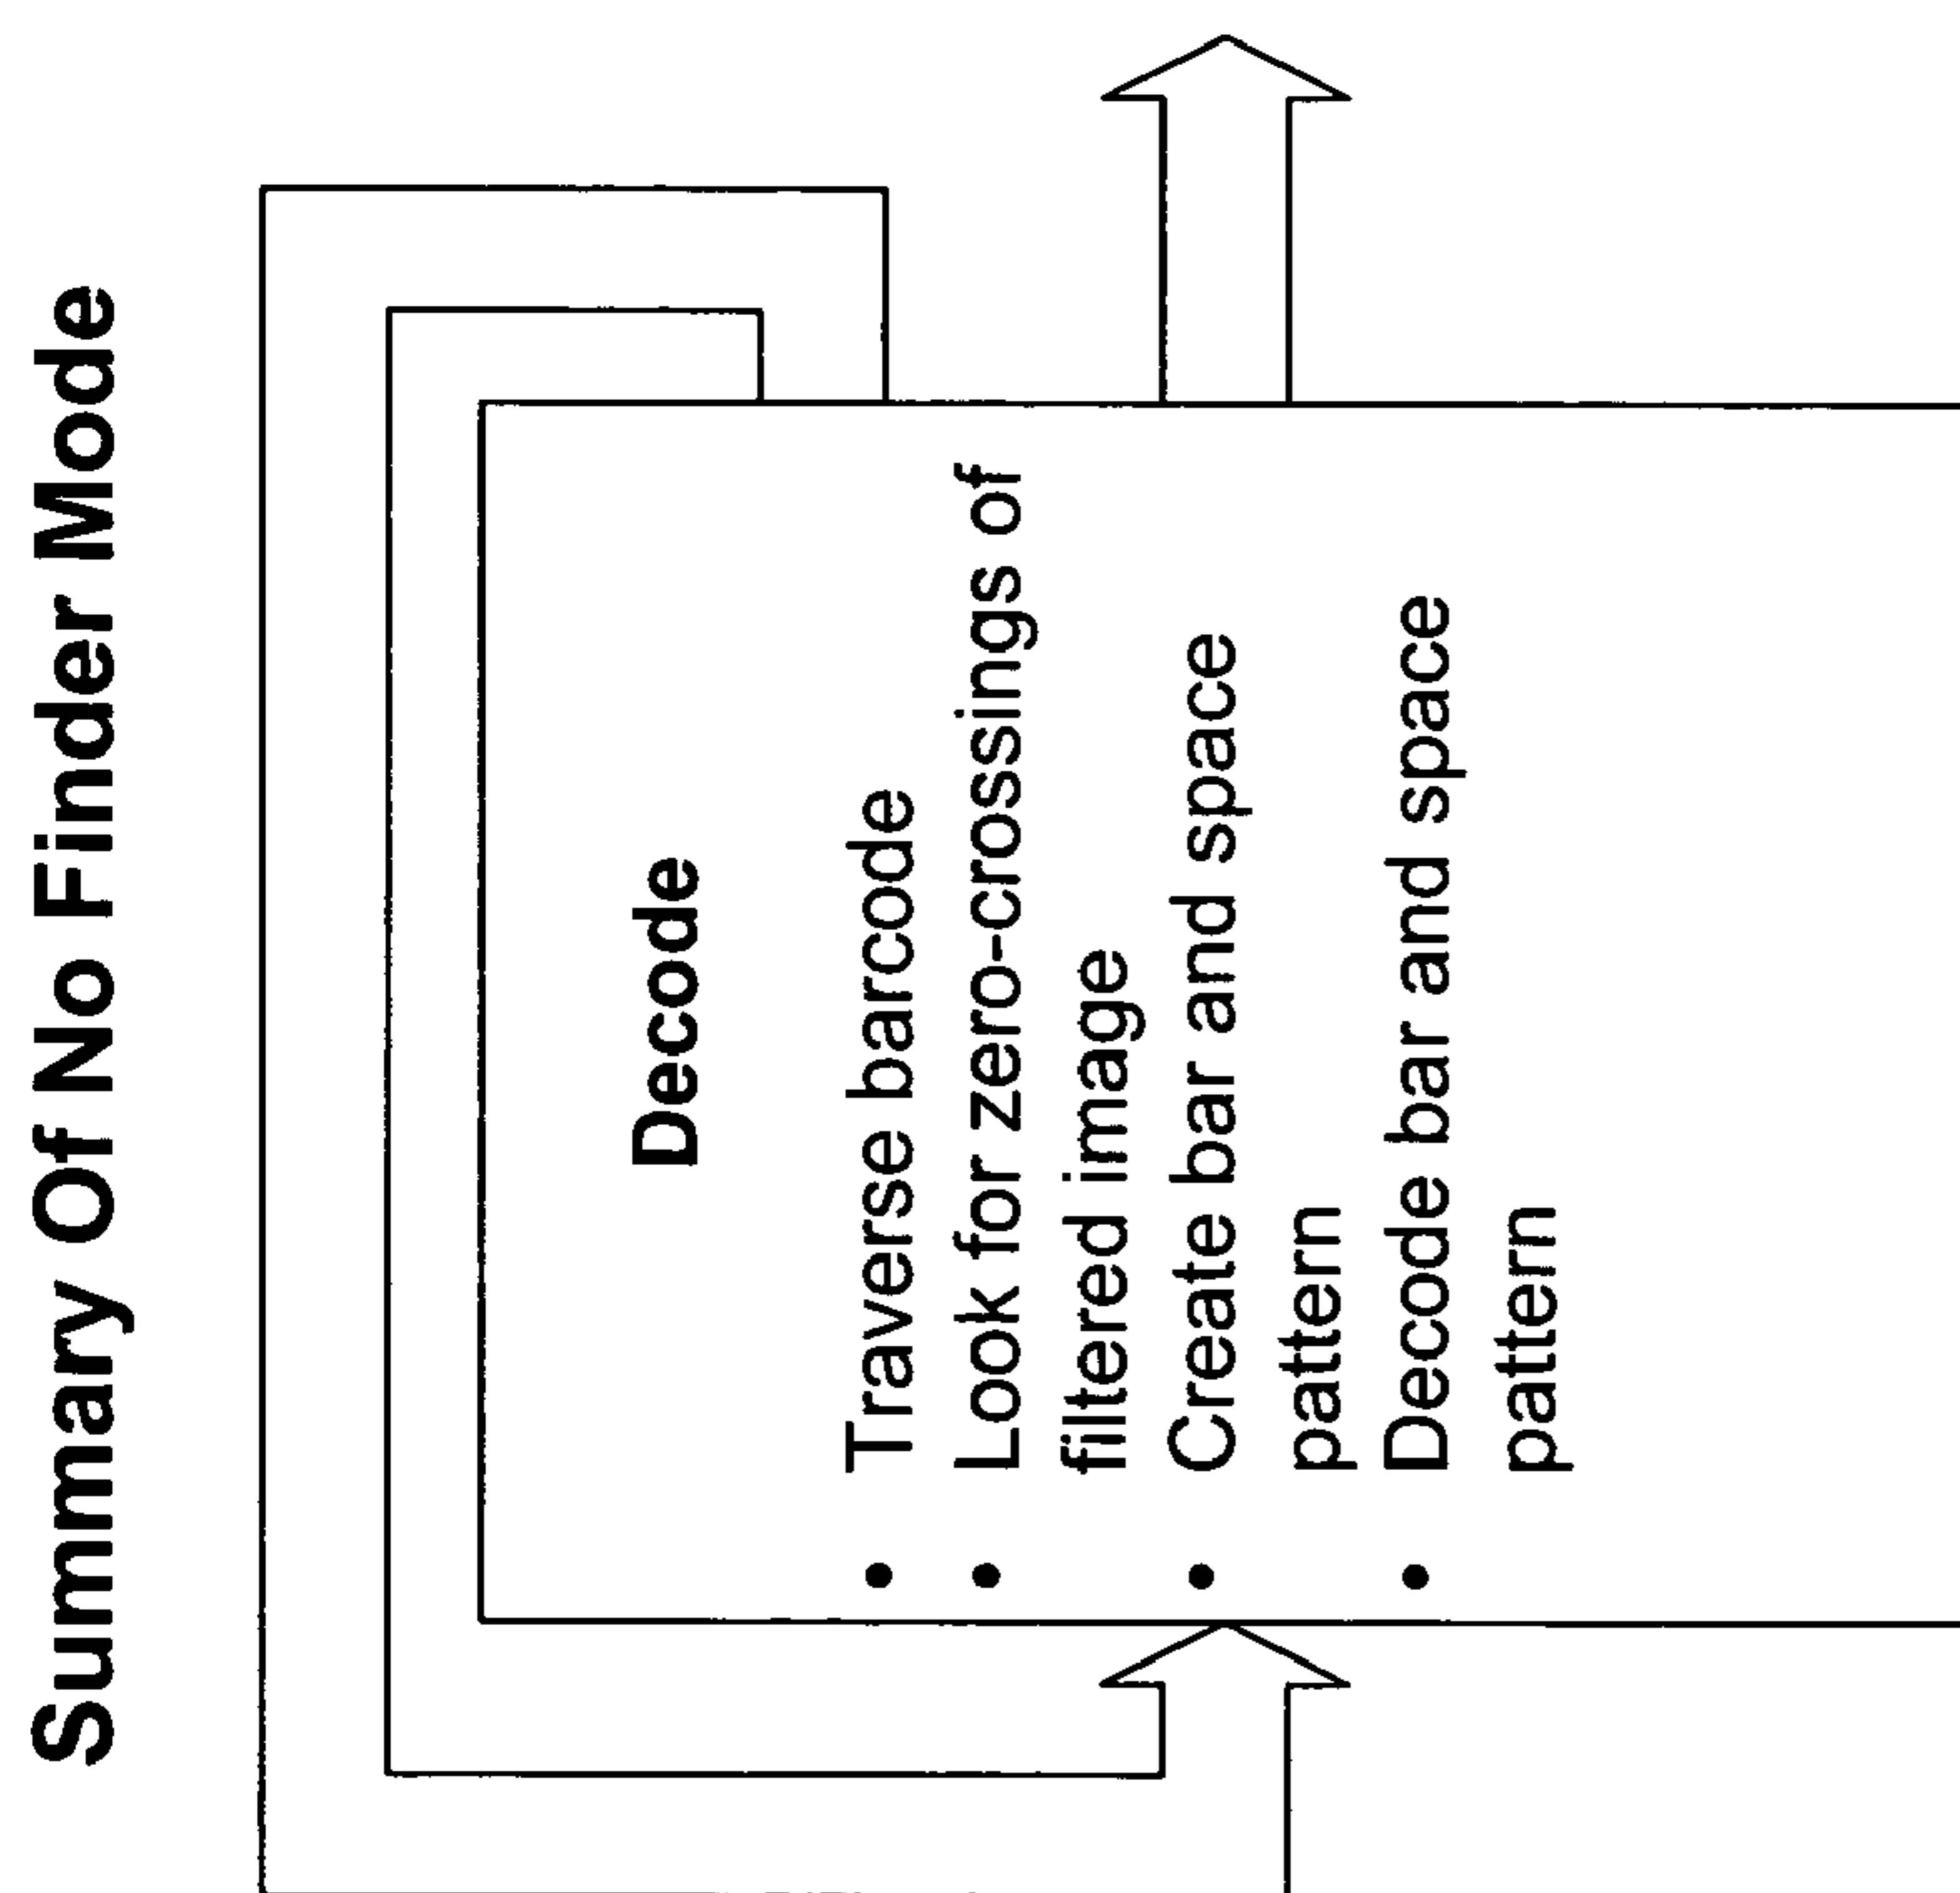 Summary Of No Finder Mode
Decode
• Traverse barcode
• Look for zero-crossings of
filtered image
• Create bar and space
pattern
• Decode bar and space
pattern